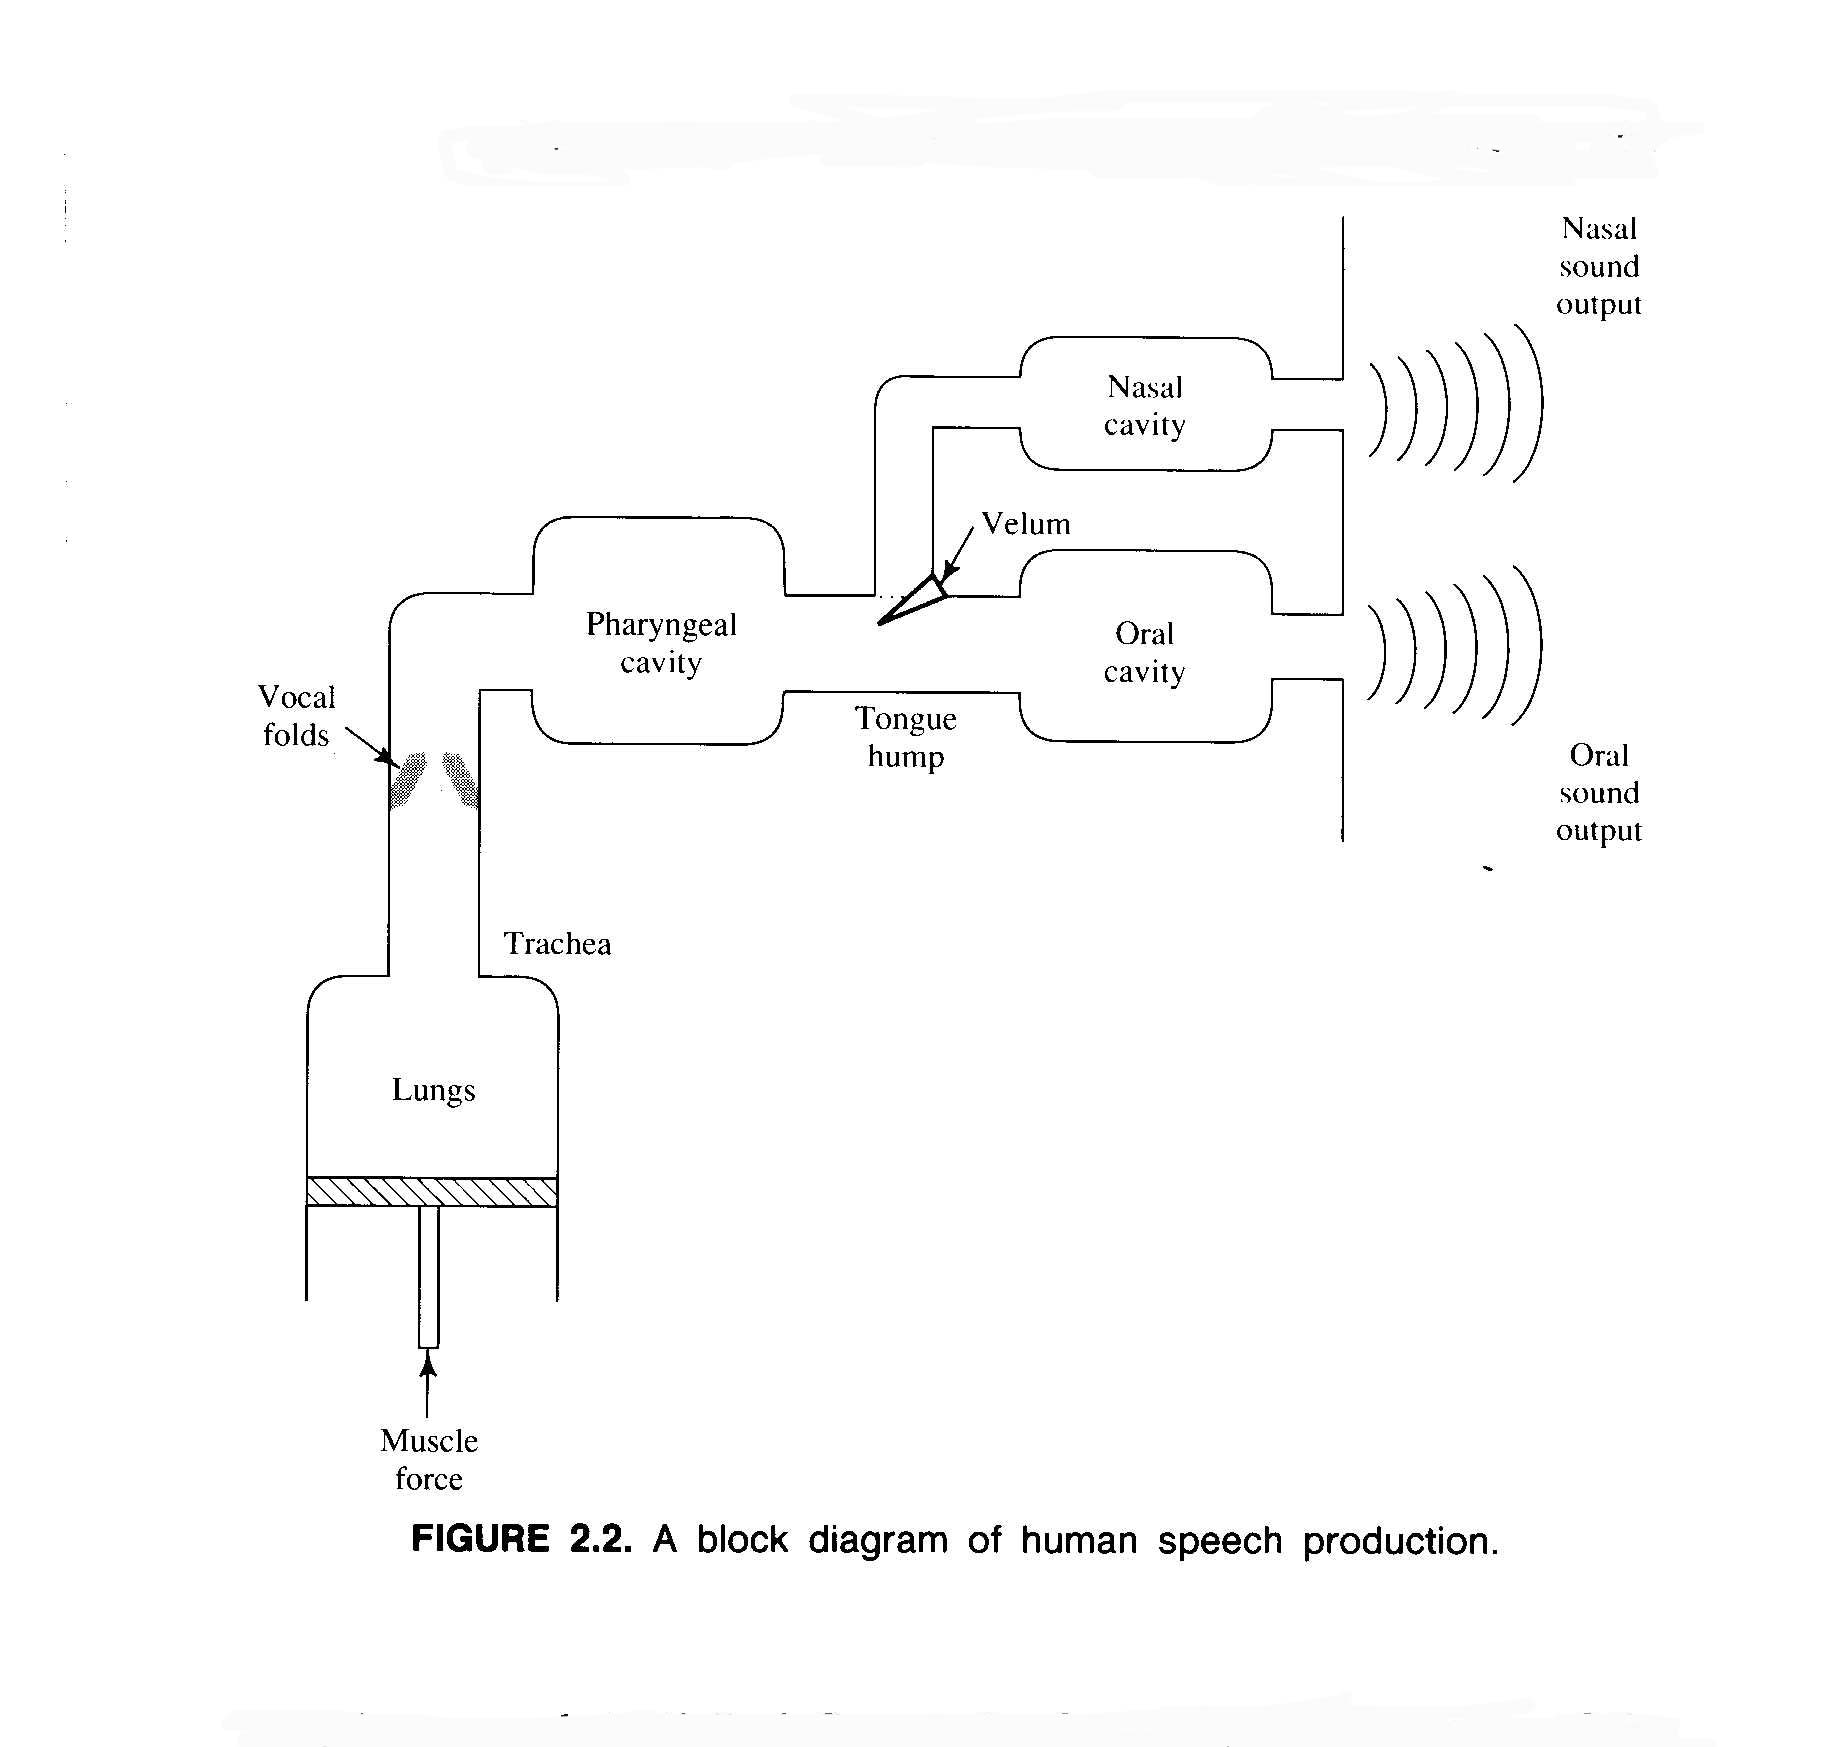 Nasal
sound
output
Nasal
cavity
Velum
Pharyngeal
cavity
Oral
cavity
Vocal
folds
Tongue
hump
Oral
sound
output
Trachea
Lungs
Muscle
force
FIGURE 2.2. A block diagram of human speech production.